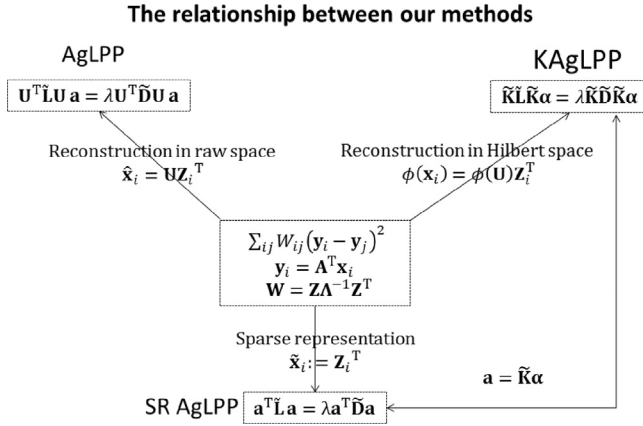 The relationship between our methods
AgLPP
KAgLPP
UᵀL̃U a = λUᵀD̃U a
K̃L̃K̃α = λK̃D̃K̃α
Reconstruction in raw space
x̂ᵢ = UZᵢᵀ
Reconstruction in Hilbert space
ϕ(xᵢ) = ϕ(U)Zᵢᵀ
∑ᵢⱼ Wᵢⱼ(yᵢ − yⱼ)²
yᵢ = Aᵀxᵢ
W = ZΛ⁻¹Zᵀ
Sparse representation
x̃ᵢ:= Zᵢᵀ
a = K̃α
SR AgLPP aᵀL̃ a = λaᵀD̃a